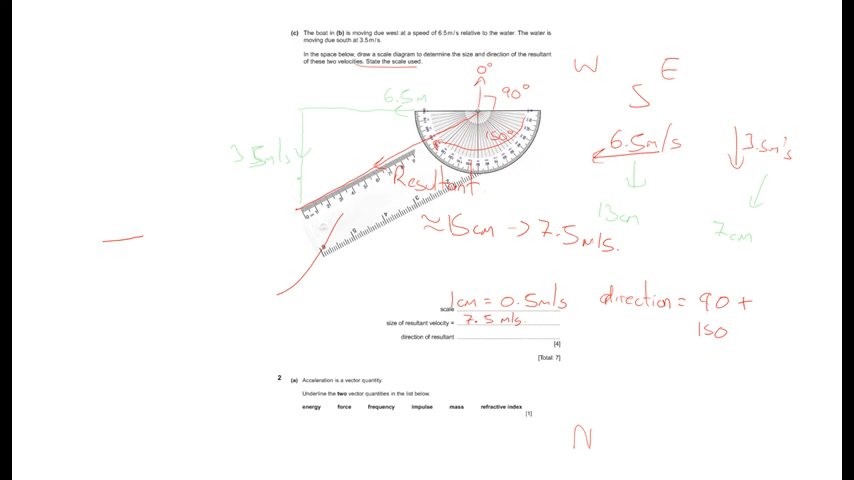 (c) The boat in (b) is moving due west at a speed of 6.5 m/s relative to the water. The water is
moving due south at 3.5 m/s.
In the space below, draw a scale diagram to determine the size and direction of the resultant
of these two velocities. State the scale used.
W E
S
0°
90°
6.5m
150°
3.5m/s
6.5m/s
3.5m/s
Resultant
13cm
7cm
≈15cm -> 7.5m/s.
1cm = 0.5m/s
scale
direction = 90 +
150
size of resultant velocity = 7.5 m/s.
direction of resultant
[4]
[Total: 7]
2 (a) Acceleration is a vector quantity.
Underline the two vector quantities in the list below.
energy force frequency impulse mass refractive index
[1]
N